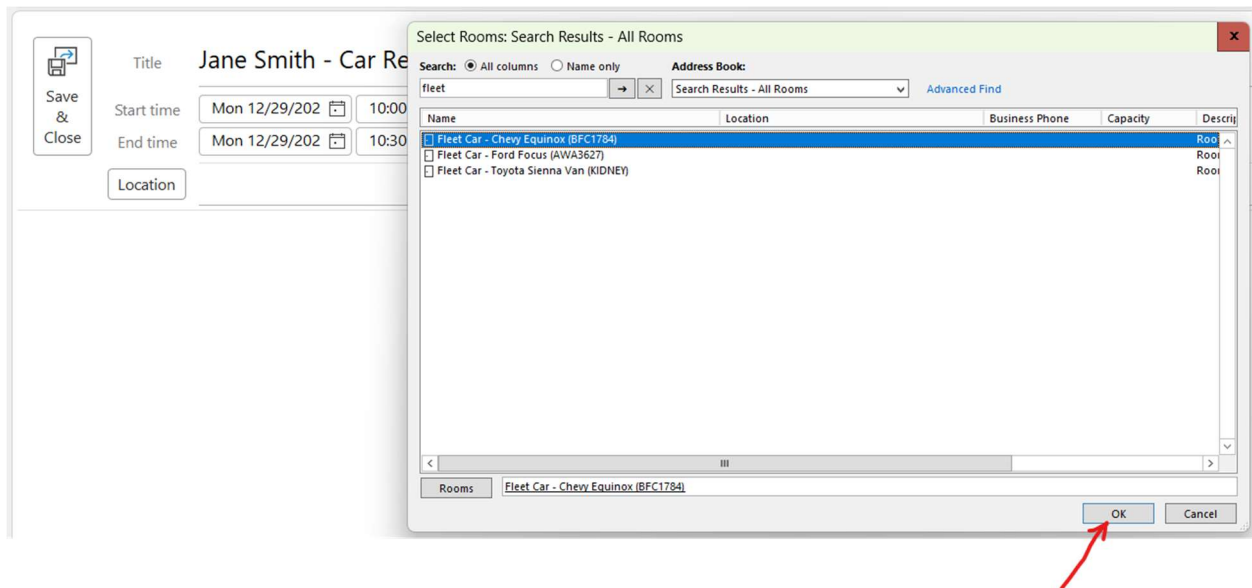 Select Rooms: Search Results - All Rooms
x
Title
Jane Smith - Car Re
Search:
All columns
Name only
Address Book:
fleet
Search Results - All Rooms
Advanced Find
Save
&
Close
Start time
Mon 12/29/202
10:00
End time
Mon 12/29/202
10:30
Location
Name
Location
Business Phone
Capacity
Descrip
Fleet Car - Chevy Equinox (BFC1784)
Roo
Fleet Car - Ford Focus (AWA3627)
Roo
Fleet Car - Toyota Sienna Van (KIDNEY)
Roo
Rooms
Fleet Car - Chevy Equinox (BFC1784)
OK
Cancel